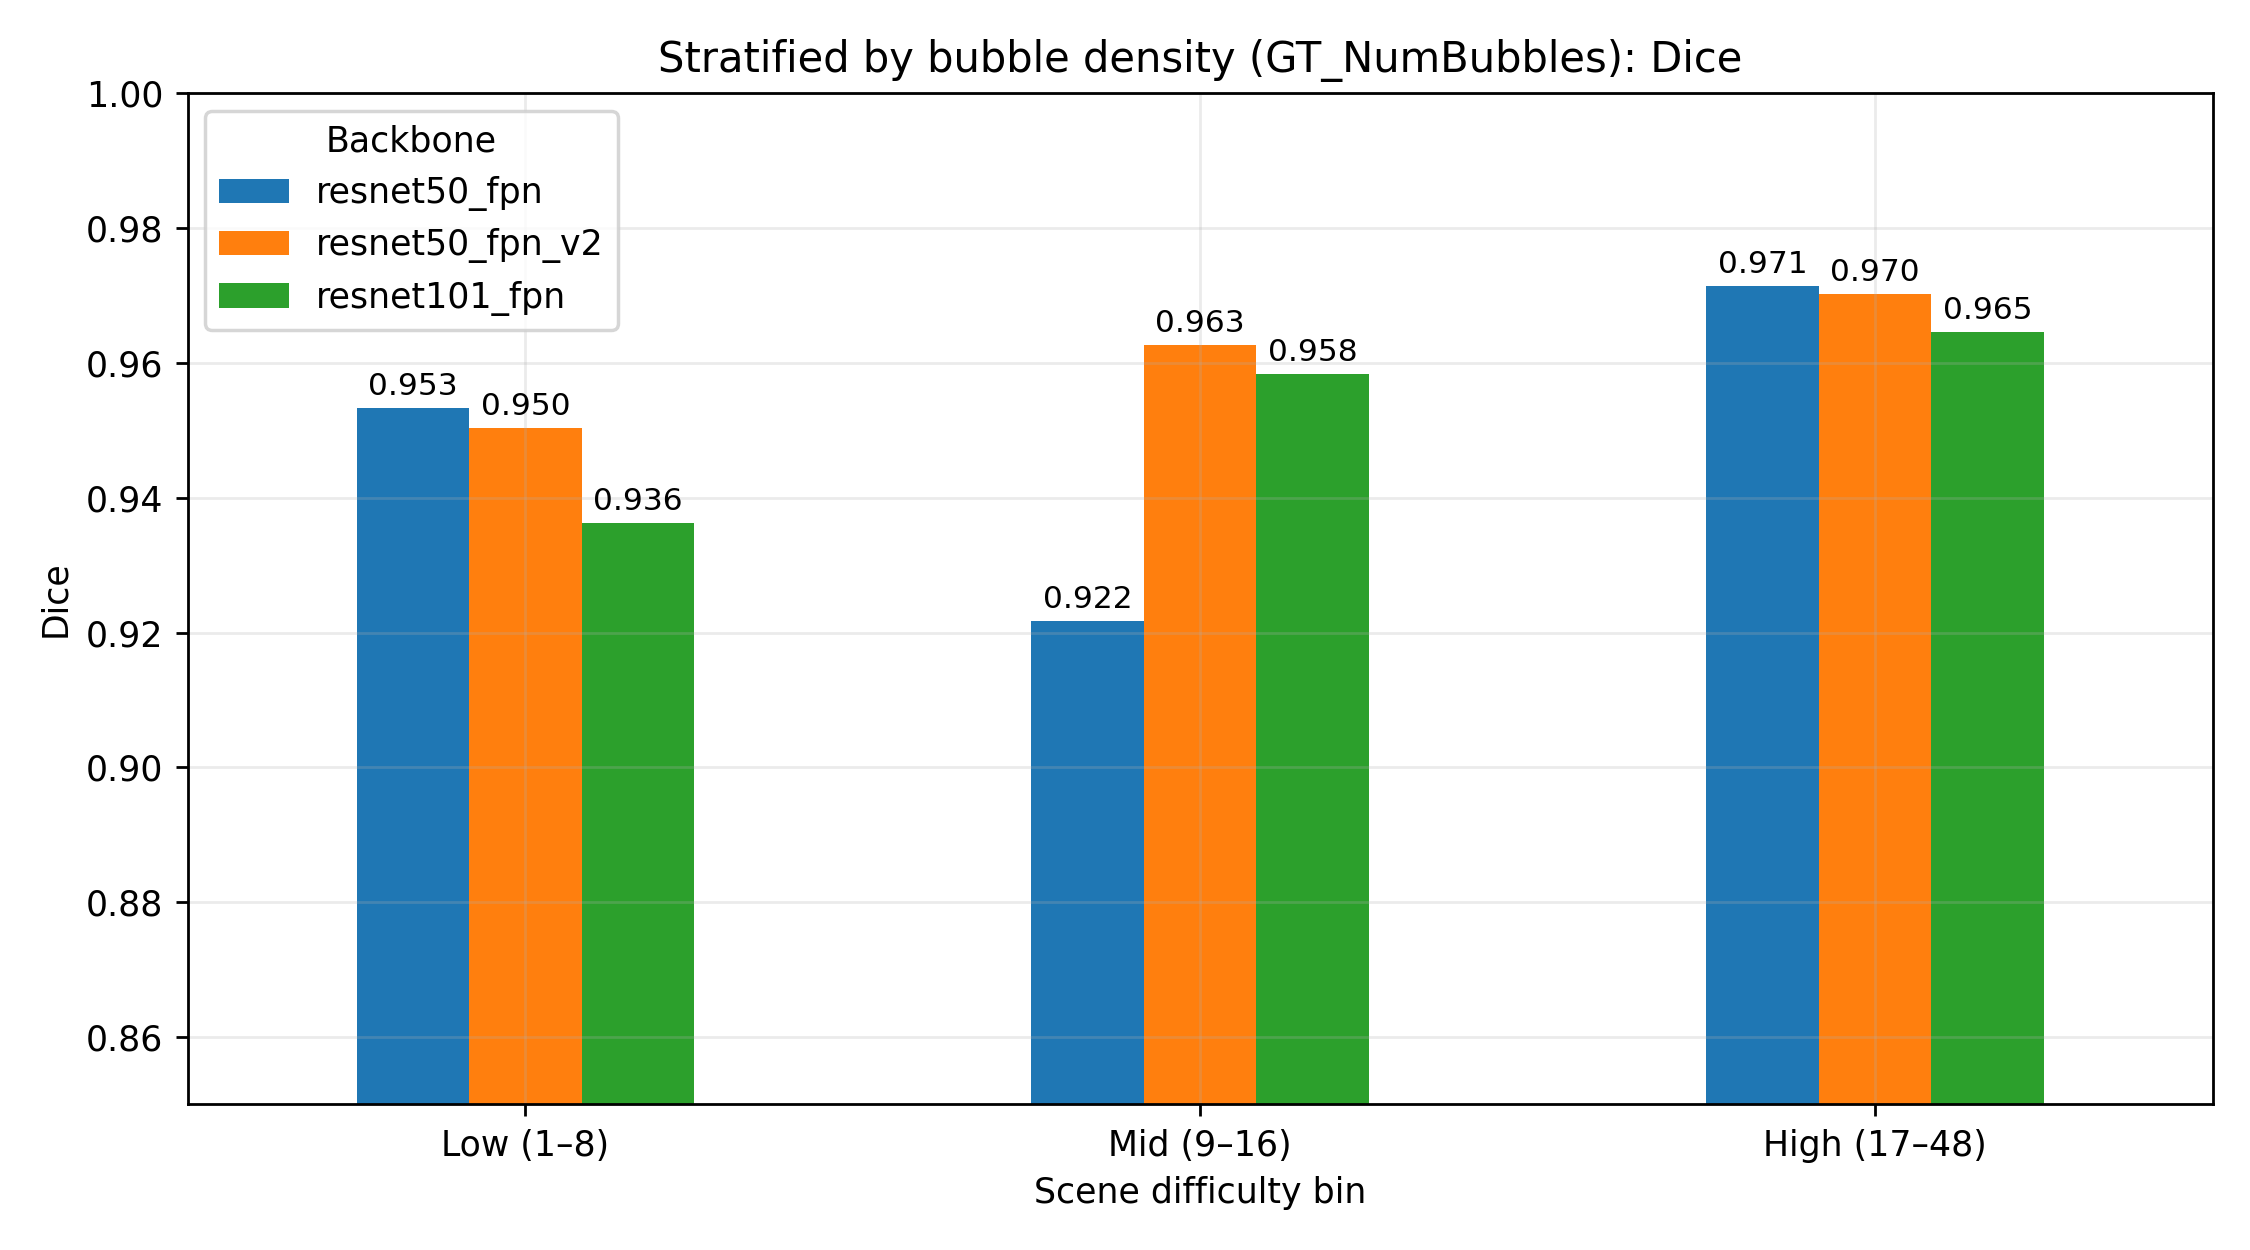 Stratified by bubble density (GT_NumBubbles): Dice
1.00
0.98
0.96
0.94
0.92
0.90
0.88
0.86
Dice
Backbone
resnet50_fpn
resnet50_fpn_v2
resnet101_fpn
0.953
0.950
0.936
0.922
0.963
0.958
0.971
0.970
0.965
Low (1–8)
Mid (9–16)
High (17–48)
Scene difficulty bin